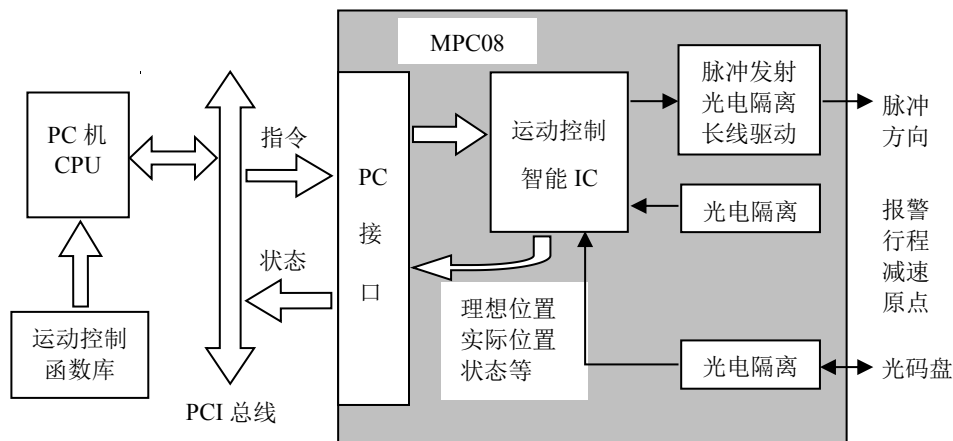 MPC08
PC 机
CPU
运动控制
函数库
指令
状态
PCI 总线
PC
接
口
运动控制
智能 IC
理想位置
实际位置
状态等
脉冲发射
光电隔离
长线驱动
光电隔离
光电隔离
脉冲
方向
报警
行程
减速
原点
光码盘